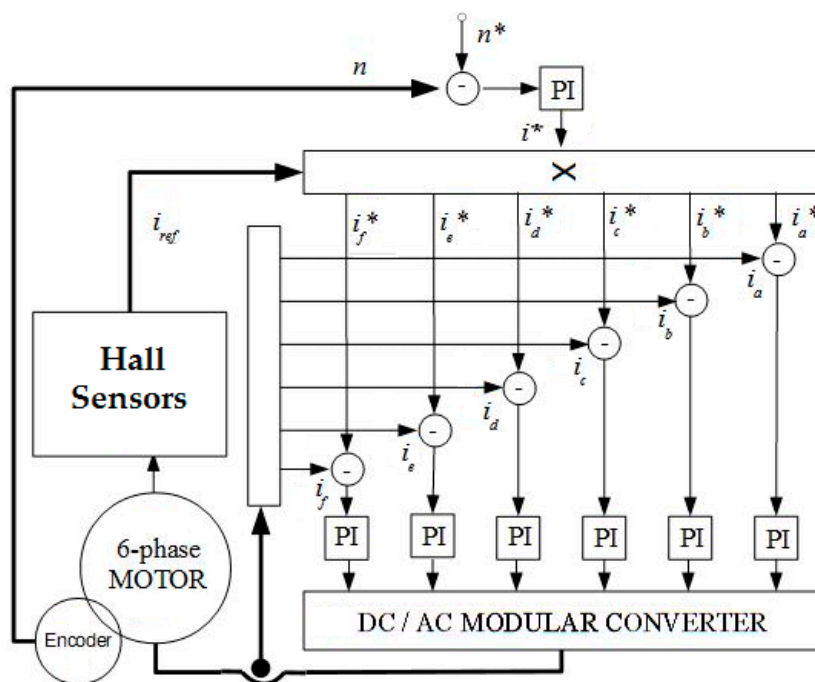 n*
n
-
PI
i*
X
i_ref
i_f*
i_e*
i_d*
i_c*
i_b*
i_a*
-
i_a
-
i_b
-
i_c
-
i_d
-
i_e
-
i_f
Hall
Sensors
PI
PI
PI
PI
PI
PI
6-phase
MOTOR
Encoder
DC / AC MODULAR CONVERTER